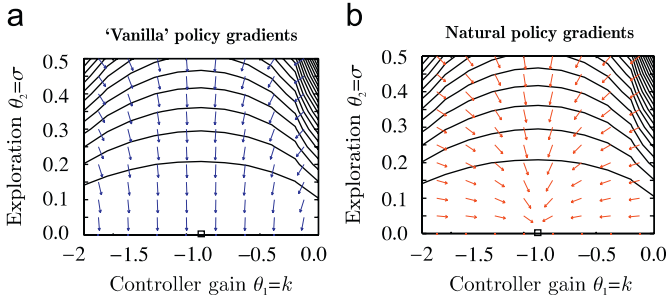 a
'Vanilla' policy gradients
Exploration θ₂=σ
0.5
0.4
0.3
0.2
0.1
0.0
−2 −1.5 −1.0 −0.5 0.0
Controller gain θ₁=k
b
Natural policy gradients
Exploration θ₂=σ
0.5
0.4
0.3
0.2
0.1
0.0
−2 −1.5 −1.0 −0.5 0.0
Controller gain θ₁=k